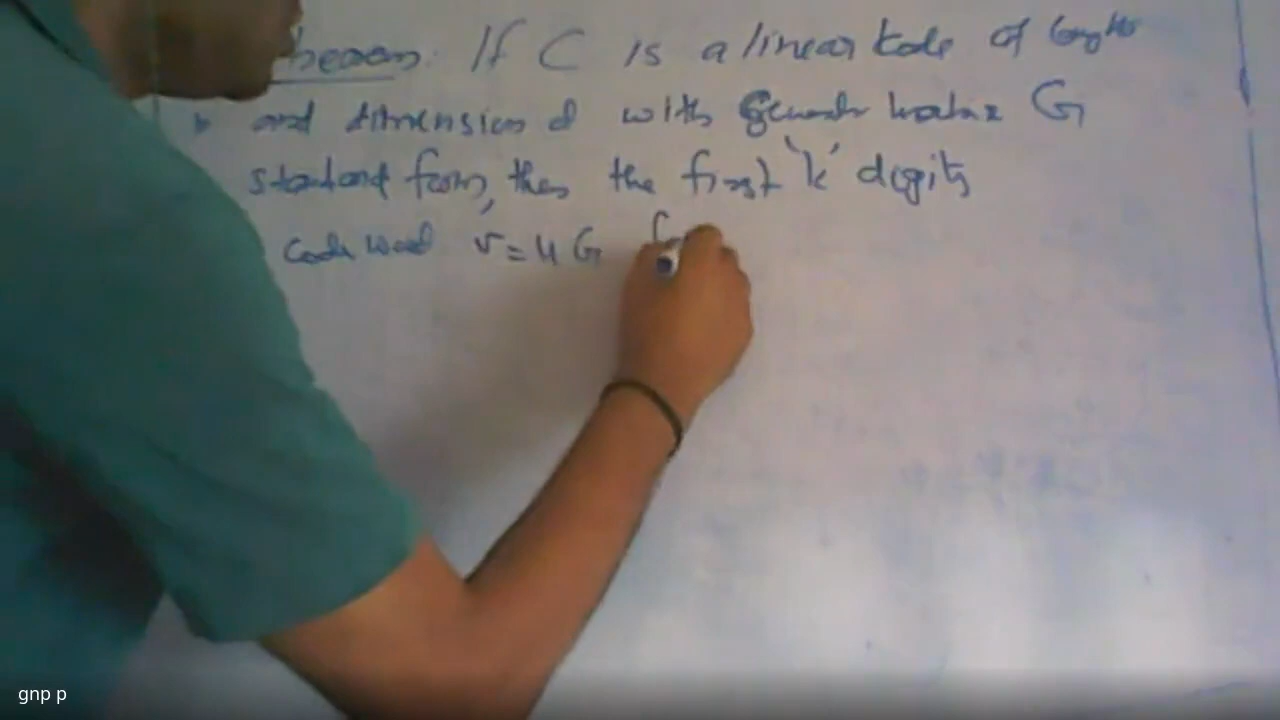 heorem: If C is a linear Code of length
n and dimension d with Generator matrix G
standard form, then the first 'k' digits
Code word v = u G f
gnp p